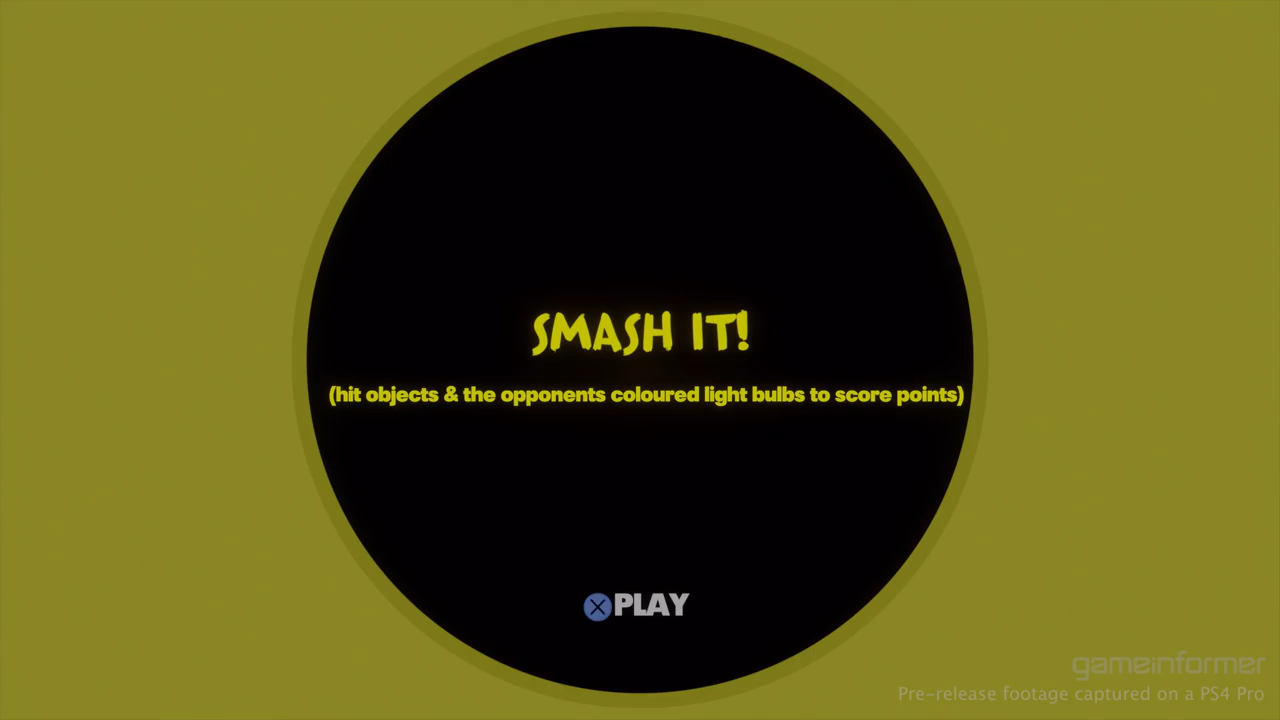 SMASH IT!
(hit objects & the opponents coloured light bulbs to score points)
PLAY
gameinformer
Pre-release footage captured on a PS4 Pro